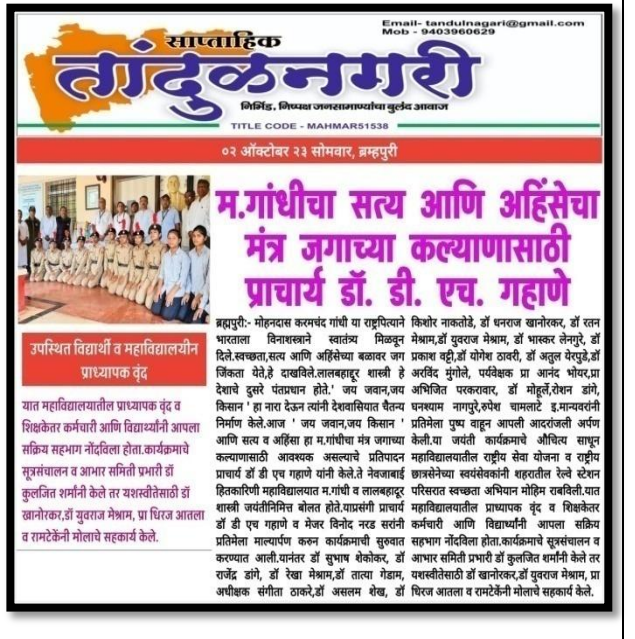 Email- tandulnagari@gmail.com
Mob - 9403960629
साप्ताहिक
तांदुळनगरी
निर्भिड, निष्पक्ष जनसामाण्यांचा बुलंद आवाज
TITLE CODE - MAHMAR51538
०२ ऑक्टोबर २३ सोमवार, ब्रम्हपुरी
म.गांधीचा सत्य आणि अहिंसेचा
मंत्र जगाच्या कल्याणासाठी
प्राचार्य डॉ. डी. एच. गहाणे
उपस्थित विद्यार्थी व महाविद्यालयीन
प्राध्यापक वृंद
यात महाविद्यालयातील प्राध्यापक वृंद व
शिक्षकेतर कर्मचारी आणि विद्यार्थ्यांनी आपला
सक्रिय सहभाग नोंदविला होता.कार्यक्रमाचे
सूत्रसंचालन व आभार समिती प्रभारी डॉ
कुलजित शर्मांनी केले तर यशस्वीतेसाठी डॉ
खानोरकर,डॉ युवराज मेश्राम, प्रा धिरज आतला
व रामटेकेंनी मोलाचे सहकार्य केले.
ब्रह्मपुरी:- मोहनदास करमचंद गांधी या राष्ट्रपित्याने
भारताला विनाशस्त्राने स्वातंत्र्य मिळवून
दिले.स्वच्छता,सत्य आणि अहिंसेच्या बळावर जग
जिंकता येते,हे दाखविले.लालबहाद्दूर शास्त्री हे
देशाचे दुसरे पंतप्रधान होते.' जय जवान,जय
किसान ' हा नारा देऊन त्यांनी देशवासियात चैतन्य
निर्माण केले.आज ' जय जवान,जय किसान '
आणि सत्य व अहिंसा हा म.गांधीचा मंत्र जगाच्या
कल्याणासाठी आवश्यक असल्याचे प्रतिपादन
प्राचार्य डॉ डी एच गहाणे यांनी केले.ते नेवजाबाई
हितकारिणी महाविद्यालयात म.गांधी व लालबहादूर
शास्त्री जयंतीनिमित्त बोलत होते.याप्रसंगी प्राचार्य
डॉ डी एच गहाणे व मेजर विनोद नरड सरांनी
प्रतिमेला माल्यार्पण करुन कार्यक्रमाची सुरुवात
करण्यात आली.यानंतर डॉ सुभाष शेकोकर, डॉ
राजेंद्र डांगे, डॉ रेखा मेश्राम,डॉ तात्या गेडाम,
अधीक्षक संगीता ठाकरे,डॉ असलम शेख, डॉ
किशोर नाकतोडे, डॉ धनराज खानोरकर, डॉ रतन
मेश्राम,डॉ युवराज मेश्राम, डॉ भास्कर लेनगुरे, डॉ
प्रकाश वट्टी,डॉ योगेश ठावरी, डॉ अतुल येरपुडे,डॉ
अरविंद मुंगोले, पर्यवेक्षक प्रा आनंद भोयर,प्रा
अभिजित परकरावार, डॉ मोहूर्ले,रोशन डांगे,
घनश्याम नागपुरे,रुपेश चामलाटे इ.मान्यवरांनी
प्रतिमेला पुष्प वाहून आपली आदरांजली अर्पण
केली.या जयंती कार्यक्रमाचे औचित्य साधून
महाविद्यालयातील राष्ट्रीय सेवा योजना व राष्ट्रीय
छात्रसेनेच्या स्वयंसेवकांनी शहरातील रेल्वे स्टेशन
परिसरात स्वच्छता अभियान मोहिम राबविली.यात
महाविद्यालयातील प्राध्यापक वृंद व शिक्षकेतर
कर्मचारी आणि विद्यार्थ्यांनी आपला सक्रिय
सहभाग नोंदविला होता.कार्यक्रमाचे सूत्रसंचालन व
आभार समिती प्रभारी डॉ कुलजित शर्मांनी केले तर
यशस्वीतेसाठी डॉ खानोरकर,डॉ युवराज मेश्राम, प्रा
धिरज आतला व रामटेकेंनी मोलाचे सहकार्य केले.